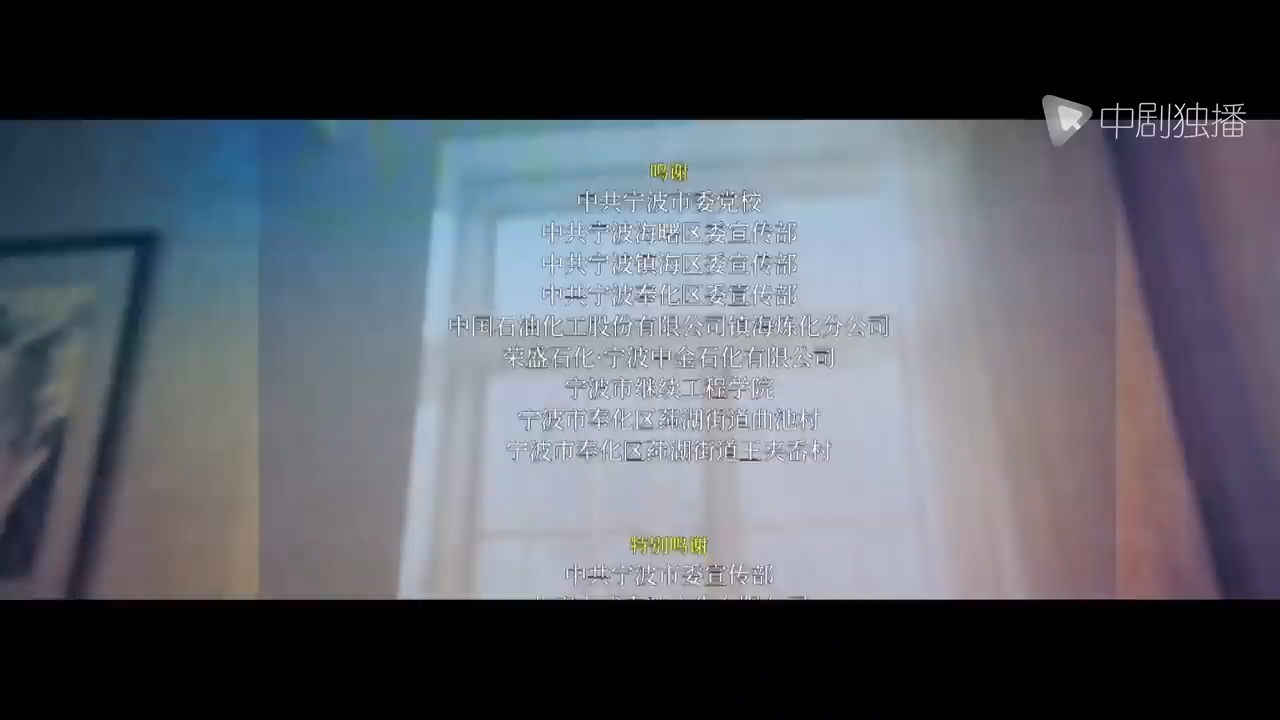 中剧独播
鸣谢
中共宁波市委党校
中共宁波海曙区委宣传部
中共宁波镇海区委宣传部
中共宁波奉化区委宣传部
中国石油化工股份有限公司镇海炼化分公司
荣盛石化·宁波中金石化有限公司
宁波市继续工程学院
宁波市奉化区莼湖街道曲池村
宁波市奉化区莼湖街道王夹岙村
特别鸣谢
中共宁波市委宣传部